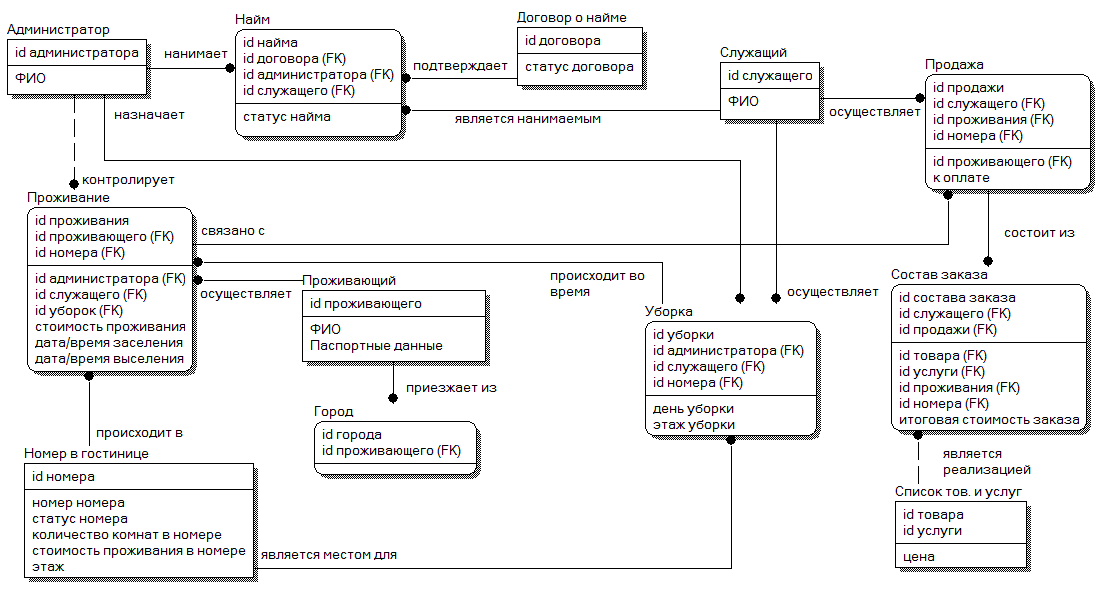 Администратор
id администратора
ФИО
нанимает
Найм
id найма
id договора (FK)
id администратора (FK)
id служащего (FK)
статус найма
Договор о найме
id договора
статус договора
подтверждает
является нанимаемым
Служащий
id служащего
ФИО
осуществляет
Продажа
id продажи
id служащего (FK)
id проживания (FK)
id номера (FK)
id проживающего (FK)
к оплате
назначает
контролирует
Проживание
id проживания
id проживающего (FK)
id номера (FK)
id администратора (FK)
id служащего (FK)
id уборок (FK)
стоимость проживания
дата/время заселения
дата/время выселения
связано с
осуществляет
Проживающий
id проживающего
ФИО
Паспортные данные
приезжает из
Город
id города
id проживающего (FK)
происходит во
время
осуществляет
Уборка
id уборки
id администратора (FK)
id служащего (FK)
id номера (FK)
день уборки
этаж уборки
состоит из
Состав заказа
id состава заказа
id служащего (FK)
id продажи (FK)
id товара (FK)
id услуги (FK)
id проживания (FK)
id номера (FK)
итоговая стоимость заказа
является
реализацией
Список тов. и услуг
id товара
id услуги
цена
происходит в
Номер в гостинице
id номера
номер номера
статус номера
количество комнат в номере
стоимость проживания в номере
этаж
является местом для